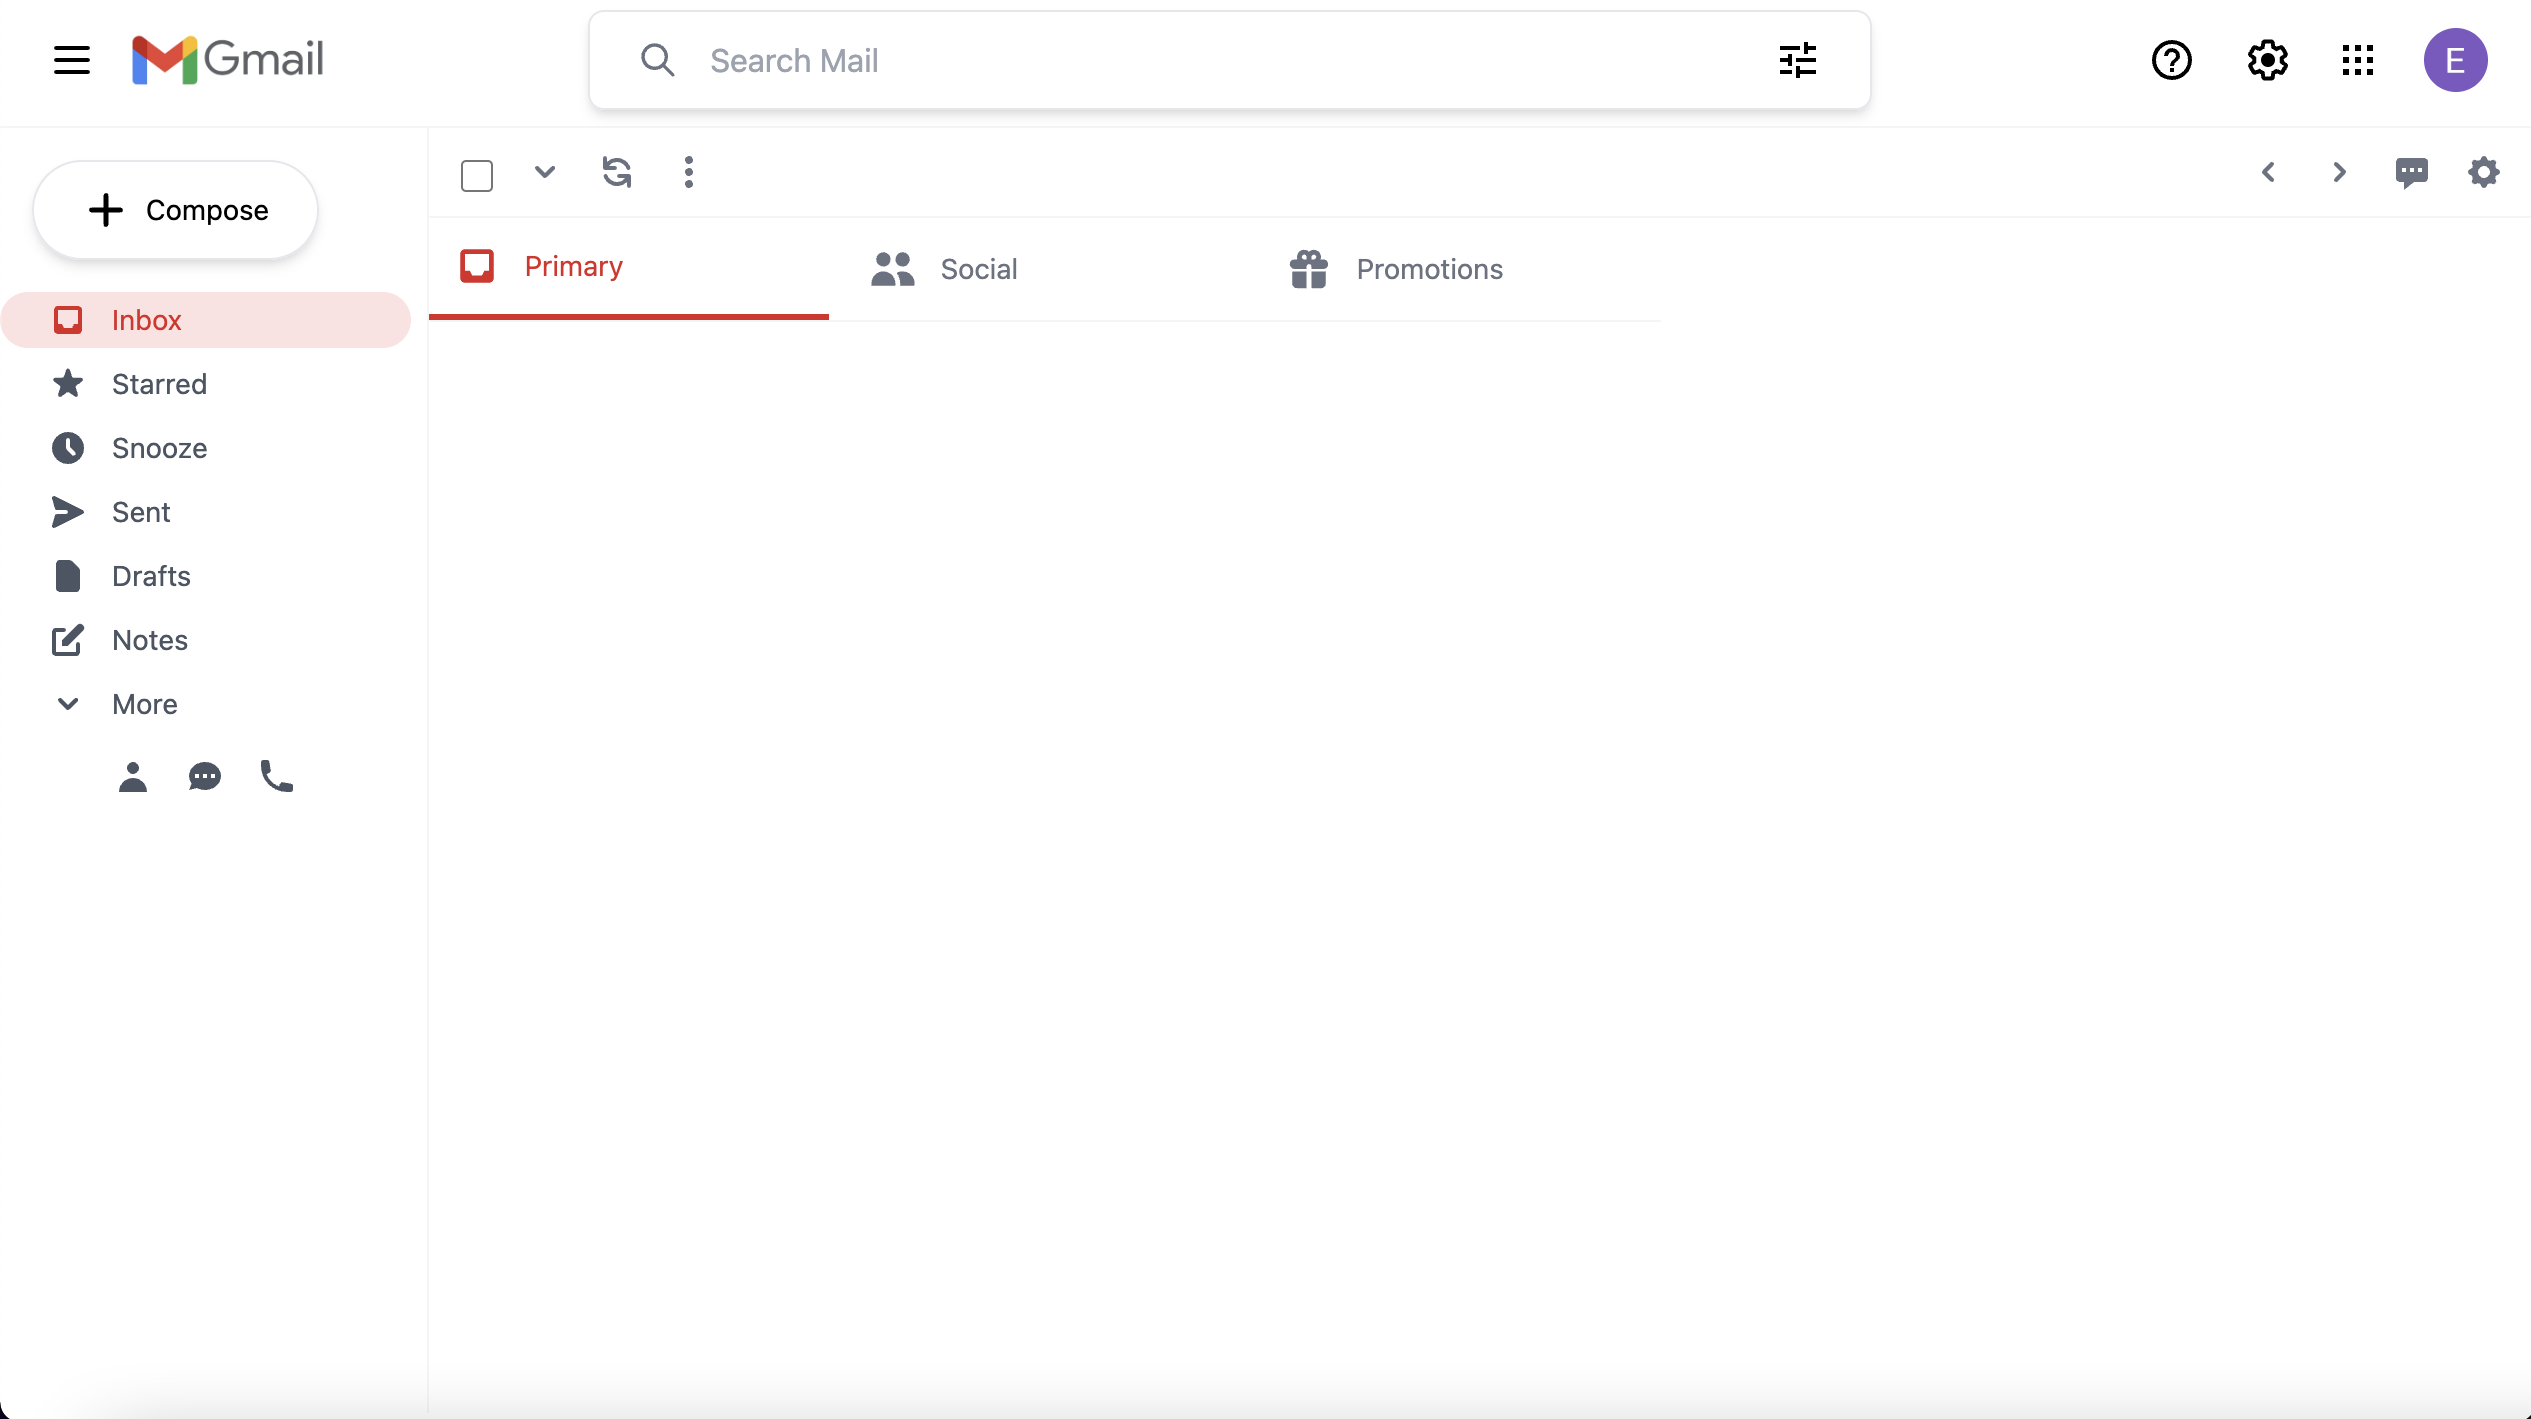 Gmail
Search Mail
E
Compose
Primary
Social
Promotions
Inbox
Starred
Snooze
Sent
Drafts
Notes
More